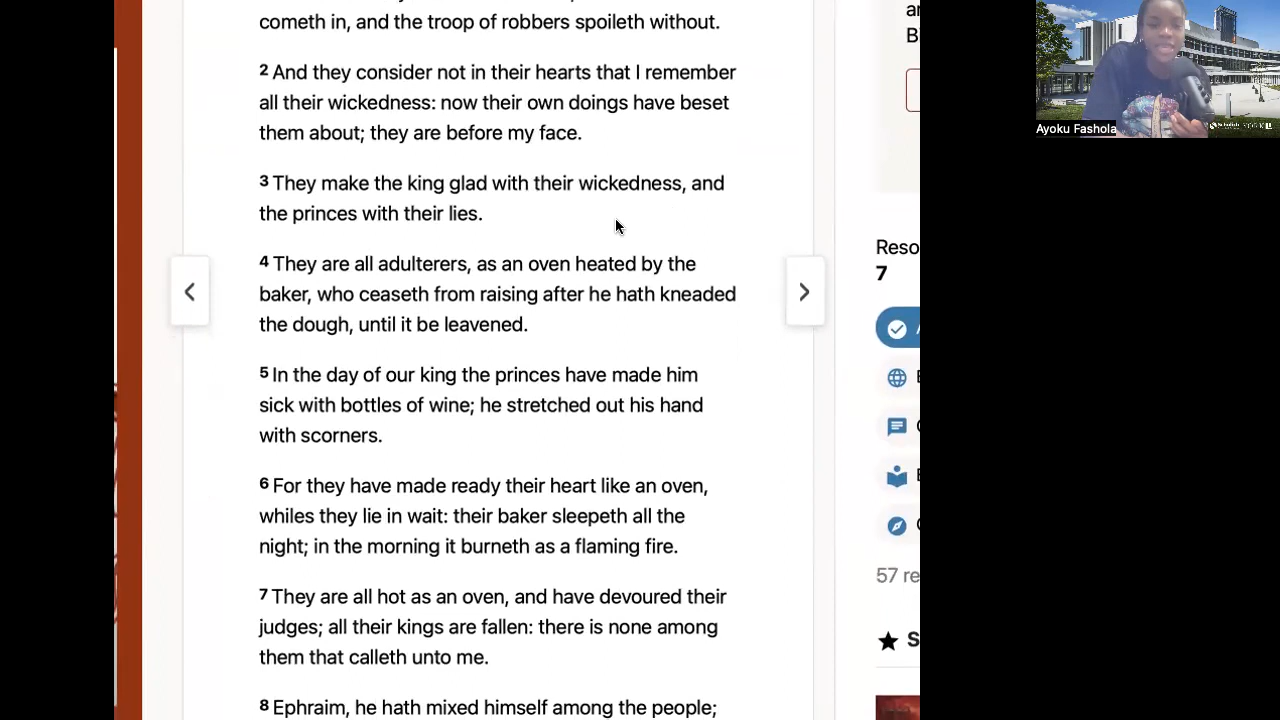 cometh in, and the troop of robbers spoileth without.
2 And they consider not in their hearts that I remember
all their wickedness: now their own doings have beset
them about; they are before my face.
3 They make the king glad with their wickedness, and
the princes with their lies.
4 They are all adulterers, as an oven heated by the
baker, who ceaseth from raising after he hath kneaded
the dough, until it be leavened.
5 In the day of our king the princes have made him
sick with bottles of wine; he stretched out his hand
with scorners.
6 For they have made ready their heart like an oven,
whiles they lie in wait: their baker sleepeth all the
night; in the morning it burneth as a flaming fire.
7 They are all hot as an oven, and have devoured their
judges; all their kings are fallen: there is none among
them that calleth unto me.
8 Ephraim, he hath mixed himself among the people;
B
Reso
7
57 re
S
Ayoku Fashola